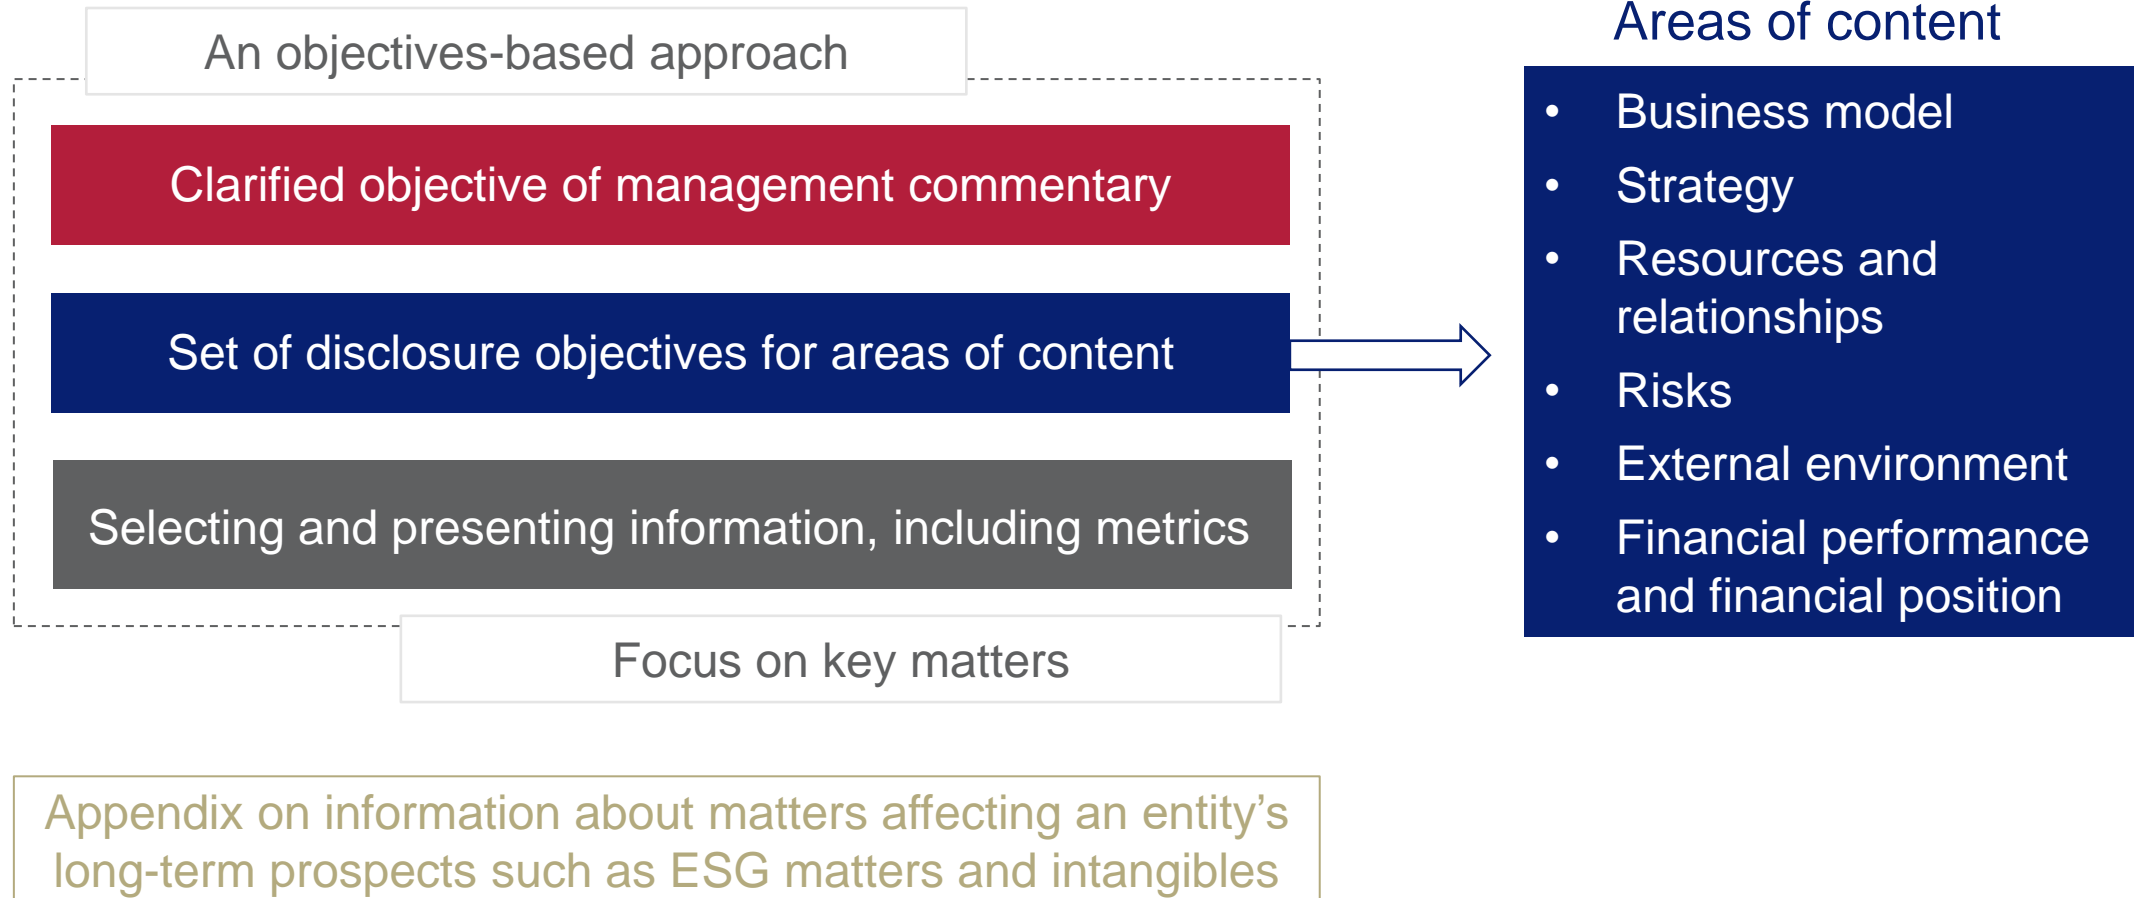 An objectives-based approach
Clarified objective of management commentary
Set of disclosure objectives for areas of content
Selecting and presenting information, including metrics
Focus on key matters
Appendix on information about matters affecting an entity’s
long-term prospects such as ESG matters and intangibles
Areas of content
• Business model
• Strategy
• Resources and
relationships
• Risks
• External environment
• Financial performance
and financial position